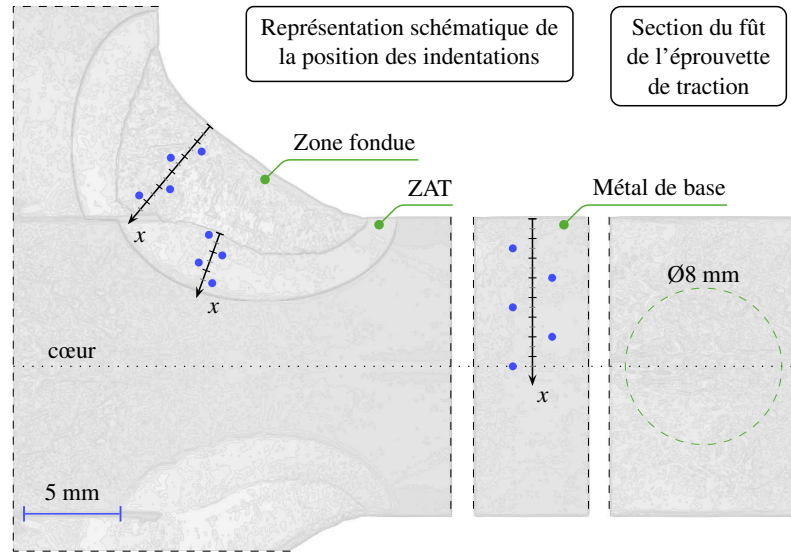 Représentation schématique de
la position des indentations
Section du fût
de l'éprouvette
de traction
Zone fondue
ZAT
Métal de base
x
x
x
Ø8 mm
cœur
5 mm